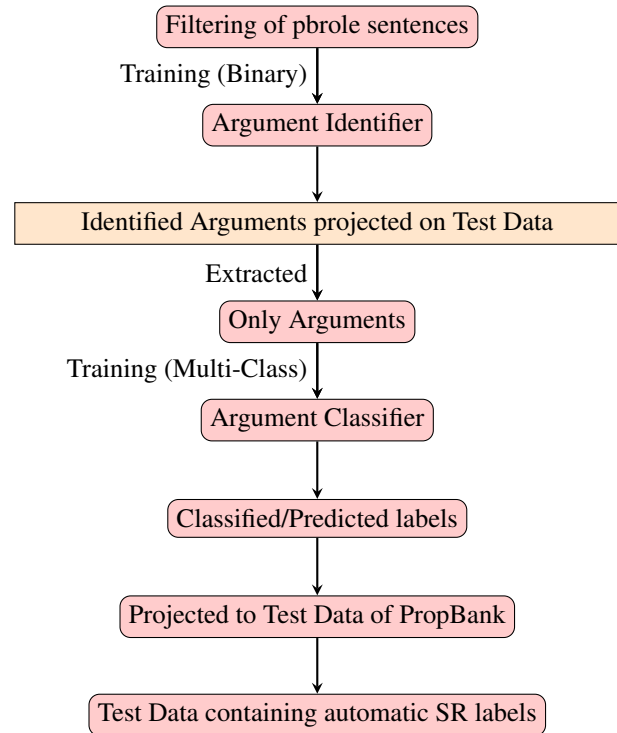 Filtering of pbrole sentences
Training (Binary)
Argument Identifier
Identified Arguments projected on Test Data
Extracted
Only Arguments
Training (Multi-Class)
Argument Classifier
Classified/Predicted labels
Projected to Test Data of PropBank
Test Data containing automatic SR labels